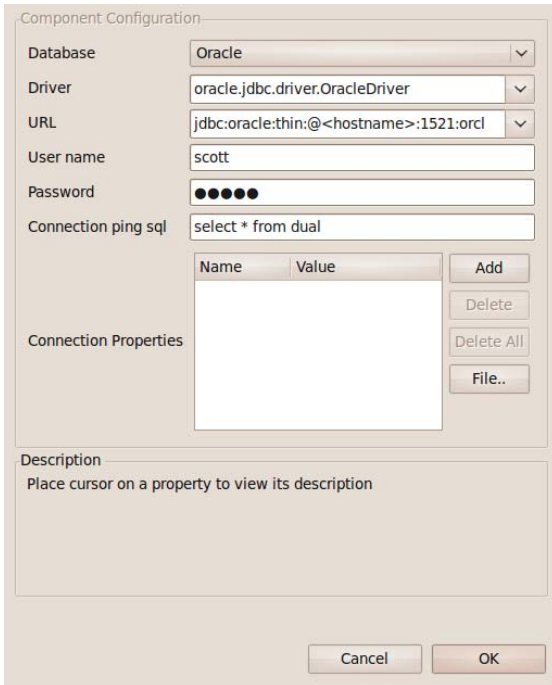 Component Configuration
Database Oracle
Driver oracle.jdbc.driver.OracleDriver
URL jdbc:oracle:thin:@<hostname>:1521:orcl
User name scott
Password ●●●●●
Connection ping sql select * from dual
Name Value Add
Delete
Connection Properties Delete All
File..
Description
Place cursor on a property to view its description
Cancel OK